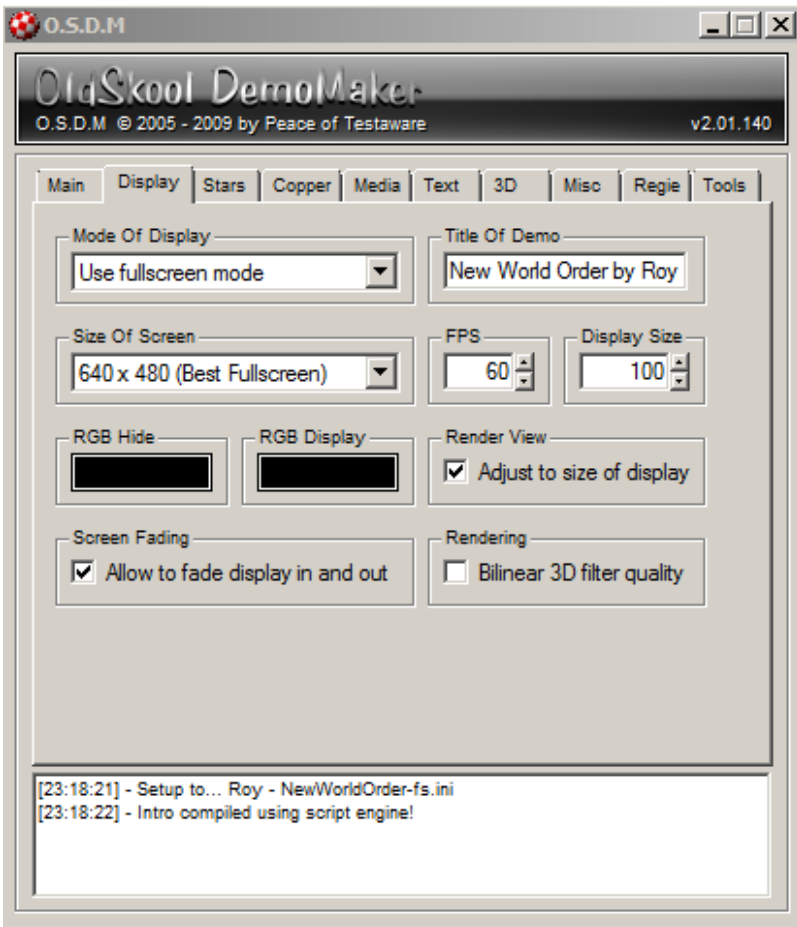 O.S.D.M
OldSkool DemoMaker
O.S.D.M © 2005 - 2009 by Peace of Testaware v2.01.140
Main Display Stars Copper Media Text 3D Misc Regie Tools
Mode Of Display Title Of Demo
Use fullscreen mode New World Order by Roy
Size Of Screen FPS Display Size
640 x 480 (Best Fullscreen) 60 100
RGB Hide RGB Display Render View
Adjust to size of display
Screen Fading Rendering
Allow to fade display in and out Bilinear 3D filter quality
[23:18:21] - Setup to... Roy - NewWorldOrder-fs.ini
[23:18:22] - Intro compiled using script engine!